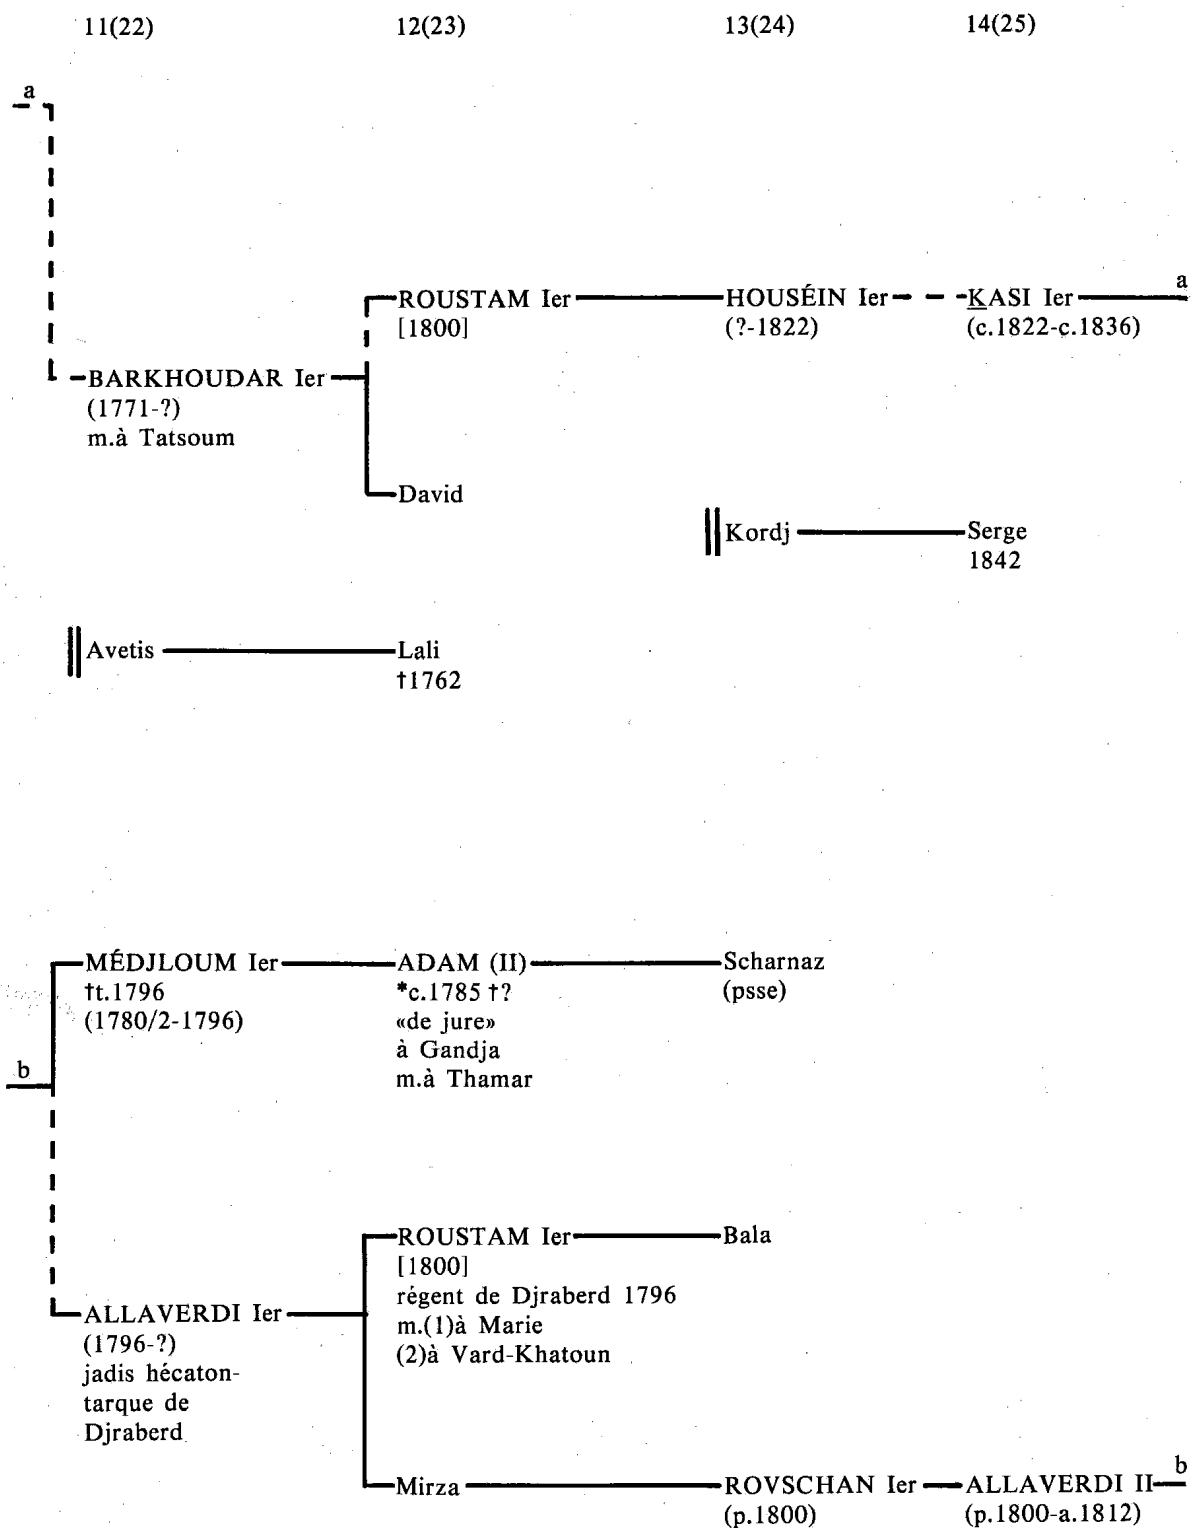 11(22) 12(23) 13(24) 14(25)
a
ROUSTAM Ier HOUSÉIN Ier KASI Ier a
[1800] (?-1822) (c.1822-c.1836)
BARKHOUDAR Ier
(1771-?)
m.à Tatsoum
David
Kordj Serge
1842
Avetis Lali
†1762
MÉDJLOUM Ier ADAM (II) Scharnaz
†t.1796 *c.1785 †? (psse)
(1780/2-1796) «de jure»
à Gandja
m.à Thamar
b
ROUSTAM Ier Bala
[1800]
régent de Djraberd 1796
m.(1)à Marie
(2)à Vard-Khatoun
ALLAVERDI Ier
(1796-?)
jadis hécaton-
tarque de
Djraberd
Mirza ROVSCHAN Ier ALLAVERDI II b
(p.1800) (p.1800-a.1812)